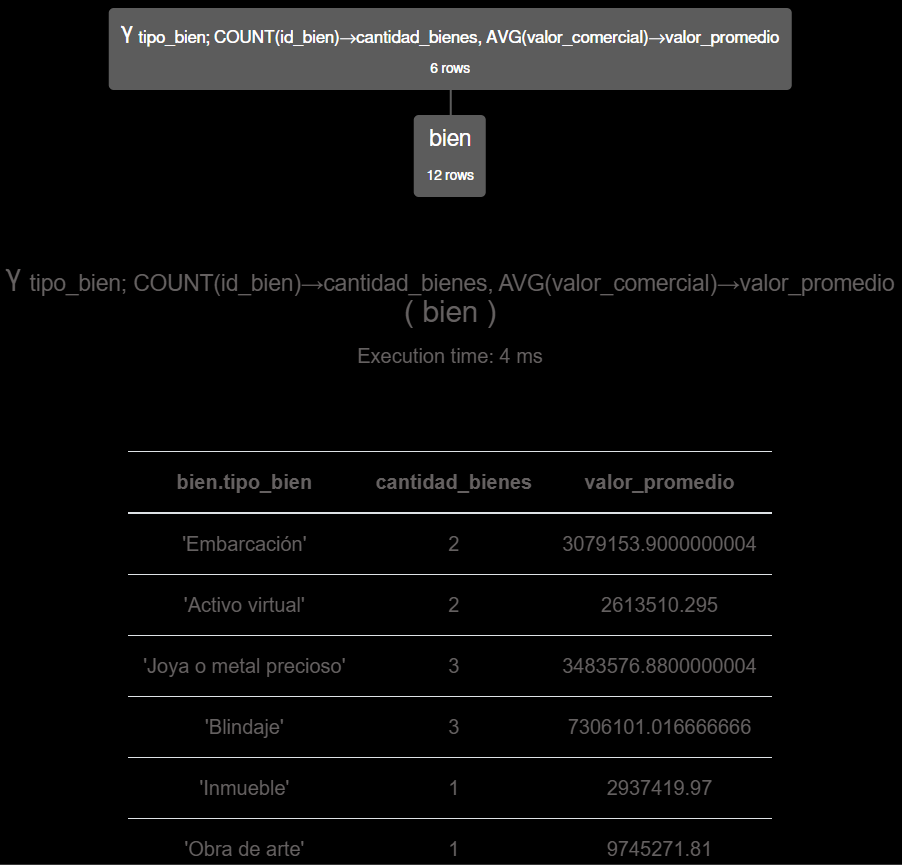 γ tipo_bien; COUNT(id_bien)→cantidad_bienes, AVG(valor_comercial)→valor_promedio
6 rows
bien
12 rows
γ tipo_bien; COUNT(id_bien)→cantidad_bienes, AVG(valor_comercial)→valor_promedio
( bien )
Execution time: 4 ms
bien.tipo_bien cantidad_bienes valor_promedio
'Embarcación' 2 3079153.9000000004
'Activo virtual' 2 2613510.295
'Joya o metal precioso' 3 3483576.8800000004
'Blindaje' 3 7306101.016666666
'Inmueble' 1 2937419.97
'Obra de arte' 1 9745271.81